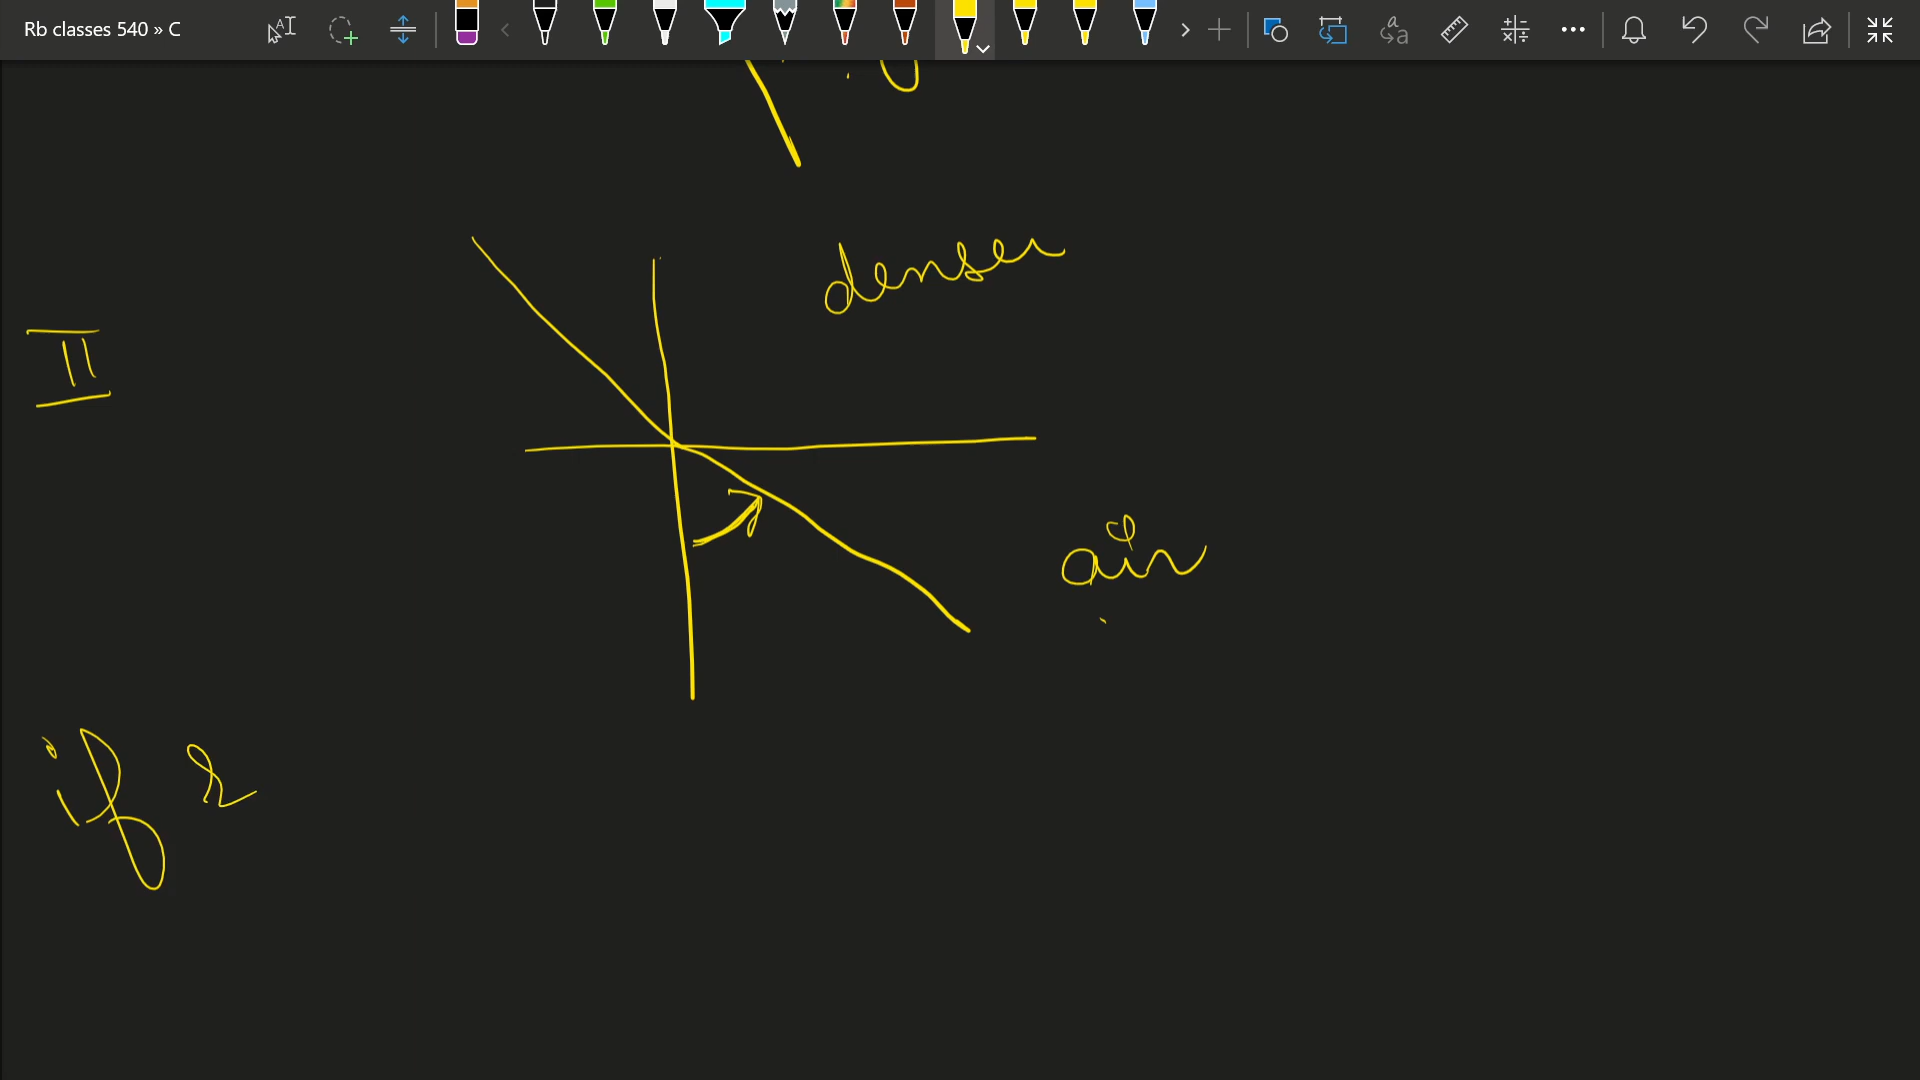 Rb classes 540 » C
denser
II
air
if r